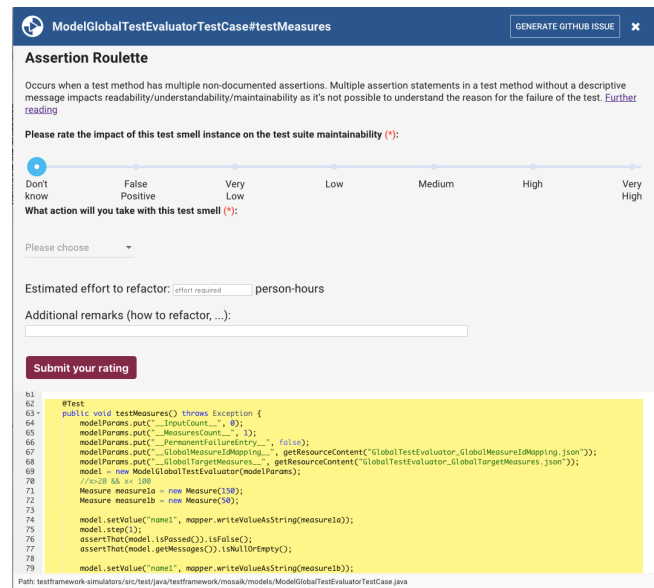 ModelGlobalTestEvaluatorTestCase#testMeasures
GENERATE GITHUB ISSUE
Assertion Roulette
Occurs when a test method has multiple non-documented assertions. Multiple assertion statements in a test method without a descriptive
message impacts readability/understandability/maintainability as it's not possible to understand the reason for the failure of the test. Further
reading
Please rate the impact of this test smell instance on the test suite maintainability (*):
Don't know
False Positive
Very Low
Low
Medium
High
Very High
What action will you take with this test smell (*):
Please choose
Estimated effort to refactor: effort required person-hours
Additional remarks (how to refactor, ...):
Submit your rating
61
62 @Test
63 public void testMeasures() throws Exception {
64 modelParams.put("__InputCount__", 0);
65 modelParams.put("__MeasuresCount__", 1);
66 modelParams.put("__PermanentFailureEntry__", false);
67 modelParams.put("__GlobalMeasureIdMapping__", getResourceContent("GlobalTestEvaluator_GlobalMeasureIdMapping.json"));
68 modelParams.put("__GlobalTargetMeasures__", getResourceContent("GlobalTestEvaluator_GlobalTargetMeasures.json"));
69 model = new ModelGlobalTestEvaluator(modelParams);
70 //x>20 && x< 100
71 Measure measure1a = new Measure(150);
72 Measure measure1b = new Measure(50);
73
74 model.setValue("name1", mapper.writeValueAsString(measure1a));
75 model.step(1);
76 assertThat(model.isPassed()).isFalse();
77 assertThat(model.getMessages()).isNullOrEmpty();
78
79 model.setValue("name1", mapper.writeValueAsString(measure1b));
Path: testframework-simulators/src/test/java/testframework/mosaik/models/ModelGlobalTestEvaluatorTestCase.java